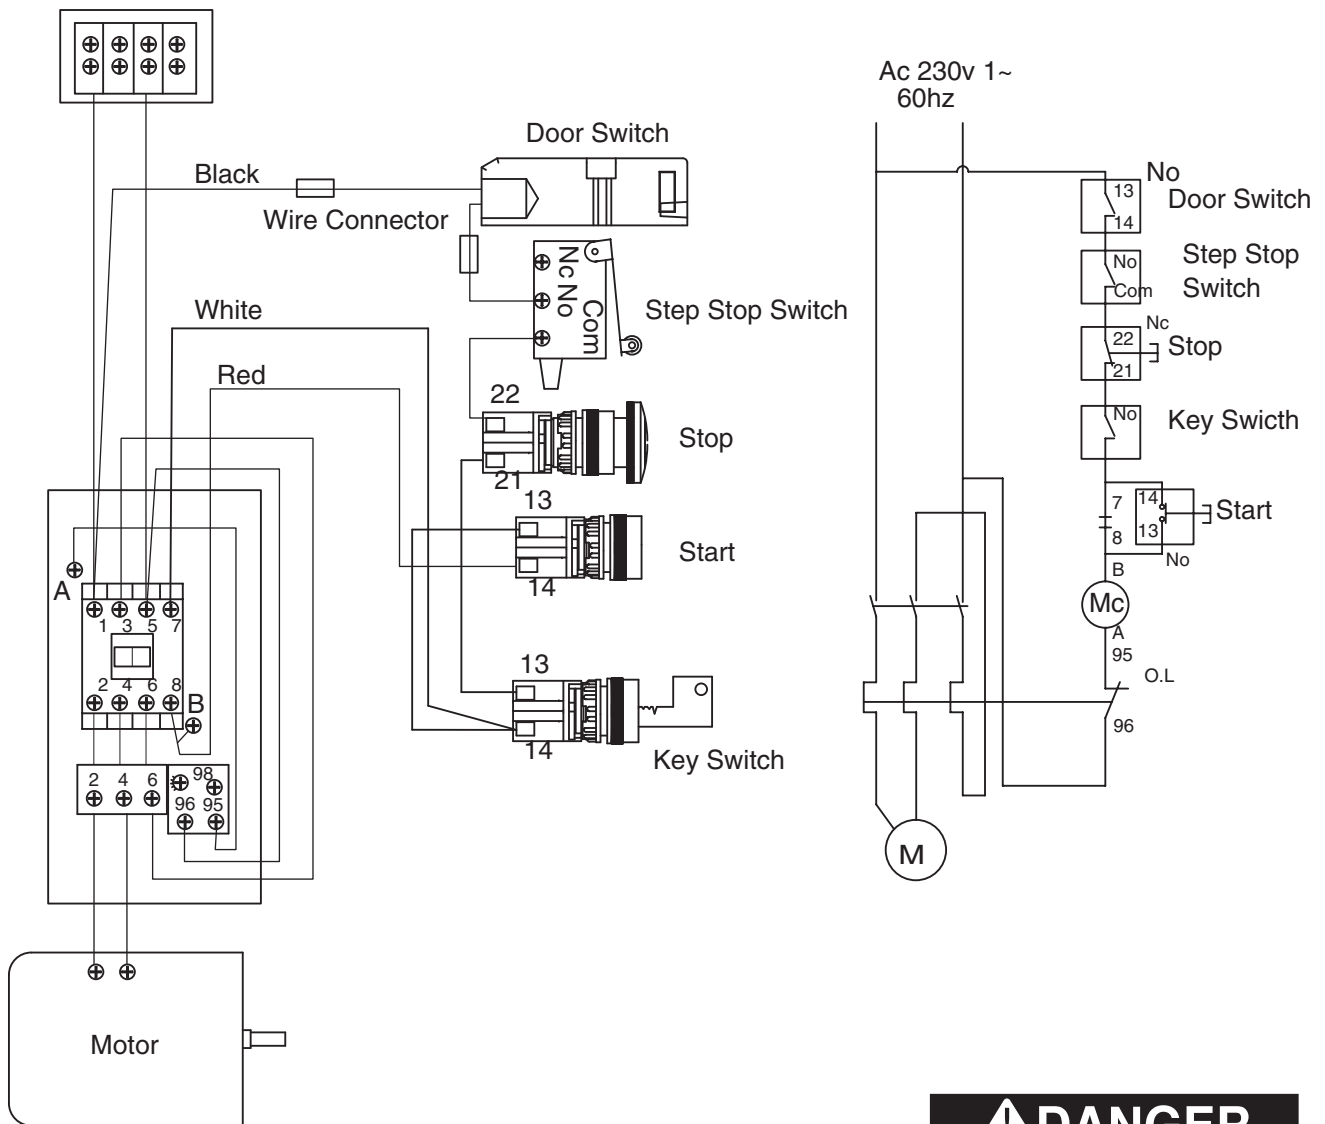 Ac 230v 1~
60hz
Door Switch
Black
Wire Connector
Nc No
Com
Step Stop Switch
White
Red
22
Stop
21
13
Start
14
13
14
Key Switch
A
1 3 5 7
2 4 6 8
B
2 4 6
98
96 95
Motor
No
13
Door Switch
14
No
Step Stop
Com
Switch
Nc
22
Stop
21
No
Key Swicth
7
14
Start
8
13
No
B
Mc
A
95
O.L
96
M
DANGER